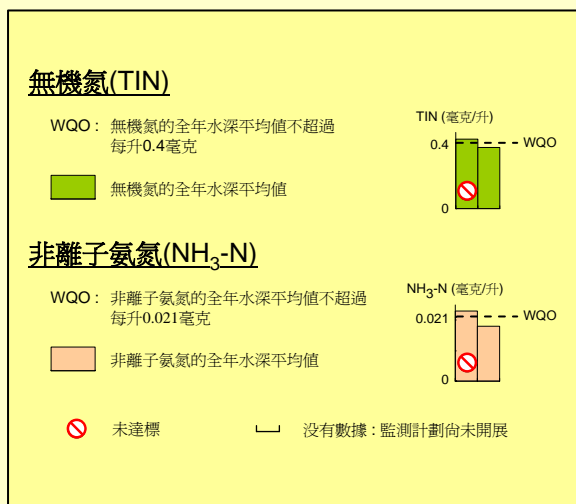 無機氮(TIN)
WQO : 無機氮的全年水深平均值不超過
每升0.4毫克
無機氮的全年水深平均值
TIN (毫克/升)
0.4
WQO
0
非離子氨氮(NH₃-N)
WQO : 非離子氨氮的全年水深平均值不超過
每升0.021毫克
非離子氨氮的全年水深平均值
NH₃-N (毫克/升)
0.021
WQO
0
未達標
没有數據 : 監測計劃尚未開展